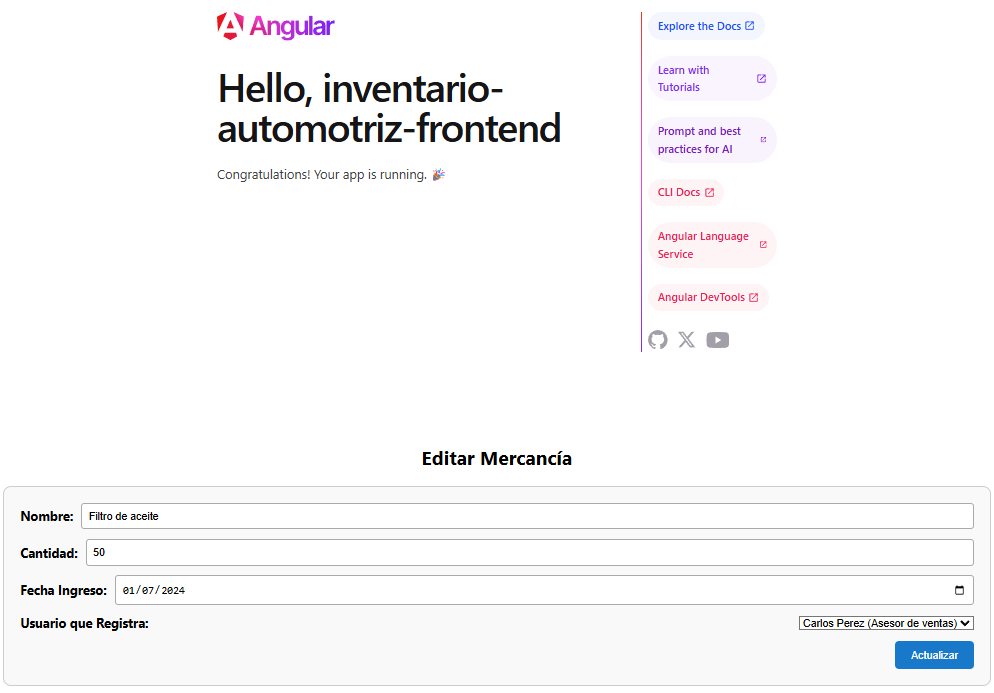 Angular
Hello, inventario-
automotriz-frontend
Congratulations! Your app is running. 🎉
Explore the Docs
Learn with
Tutorials
Prompt and best
practices for AI
CLI Docs
Angular Language
Service
Angular DevTools
Editar Mercancía
Nombre: Filtro de aceite
Cantidad: 50
Fecha Ingreso: 01/07/2024
Usuario que Registra: Carlos Perez (Asesor de ventas)
Actualizar